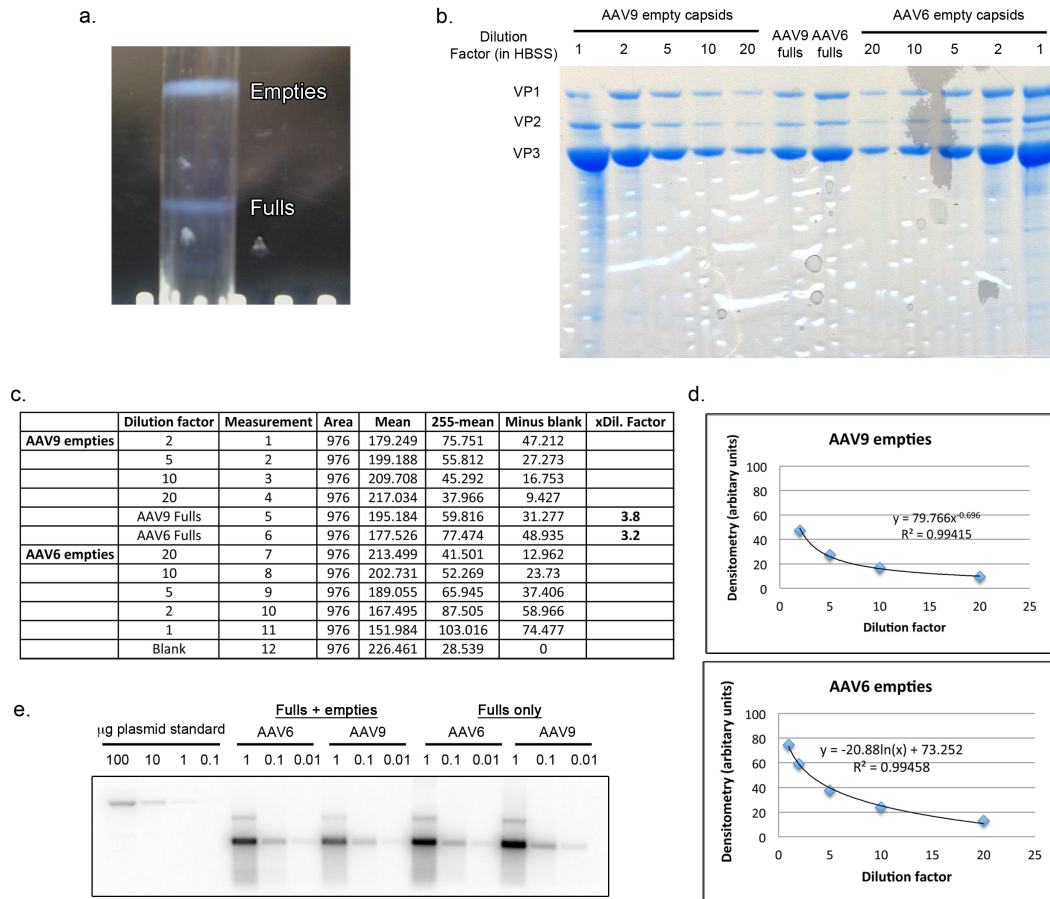 a.
Empties
Fulls
b.
AAV9 empty capsids
AAV6 empty capsids
Dilution
Factor (in HBSS)
1 2 5 10 20 AAV9 fulls AAV6 fulls 20 10 5 2 1
VP1
VP2
VP3
c.
Dilution factor Measurement Area Mean 255-mean Minus blank xDil. Factor
AAV9 empties 2 1 976 179.249 75.751 47.212
5 2 976 199.188 55.812 27.273
10 3 976 209.708 45.292 16.753
20 4 976 217.034 37.966 9.427
AAV9 Fulls 5 976 195.184 59.816 31.277 3.8
AAV6 Fulls 6 976 177.526 77.474 48.935 3.2
AAV6 empties 20 7 976 213.499 41.501 12.962
10 8 976 202.731 52.269 23.73
5 9 976 189.055 65.945 37.406
2 10 976 167.495 87.505 58.966
1 11 976 151.984 103.016 74.477
Blank 12 976 226.461 28.539 0
d.
AAV9 empties
Densitometry (arbitary units)
100
80
60
40
20
0
y = 79.766x^-0.696
R² = 0.99415
0 5 10 15 20 25
Dilution factor
AAV6 empties
Densitometry (arbitary units)
100
80
60
40
20
0
y = -20.88ln(x) + 73.252
R² = 0.99458
0 5 10 15 20 25
Dilution factor
e.
Fulls + empties
Fulls only
µg plasmid standard
AAV6 AAV9 AAV6 AAV9
100 10 1 0.1 1 0.1 0.01 1 0.1 0.01 1 0.1 0.01 1 0.1 0.01